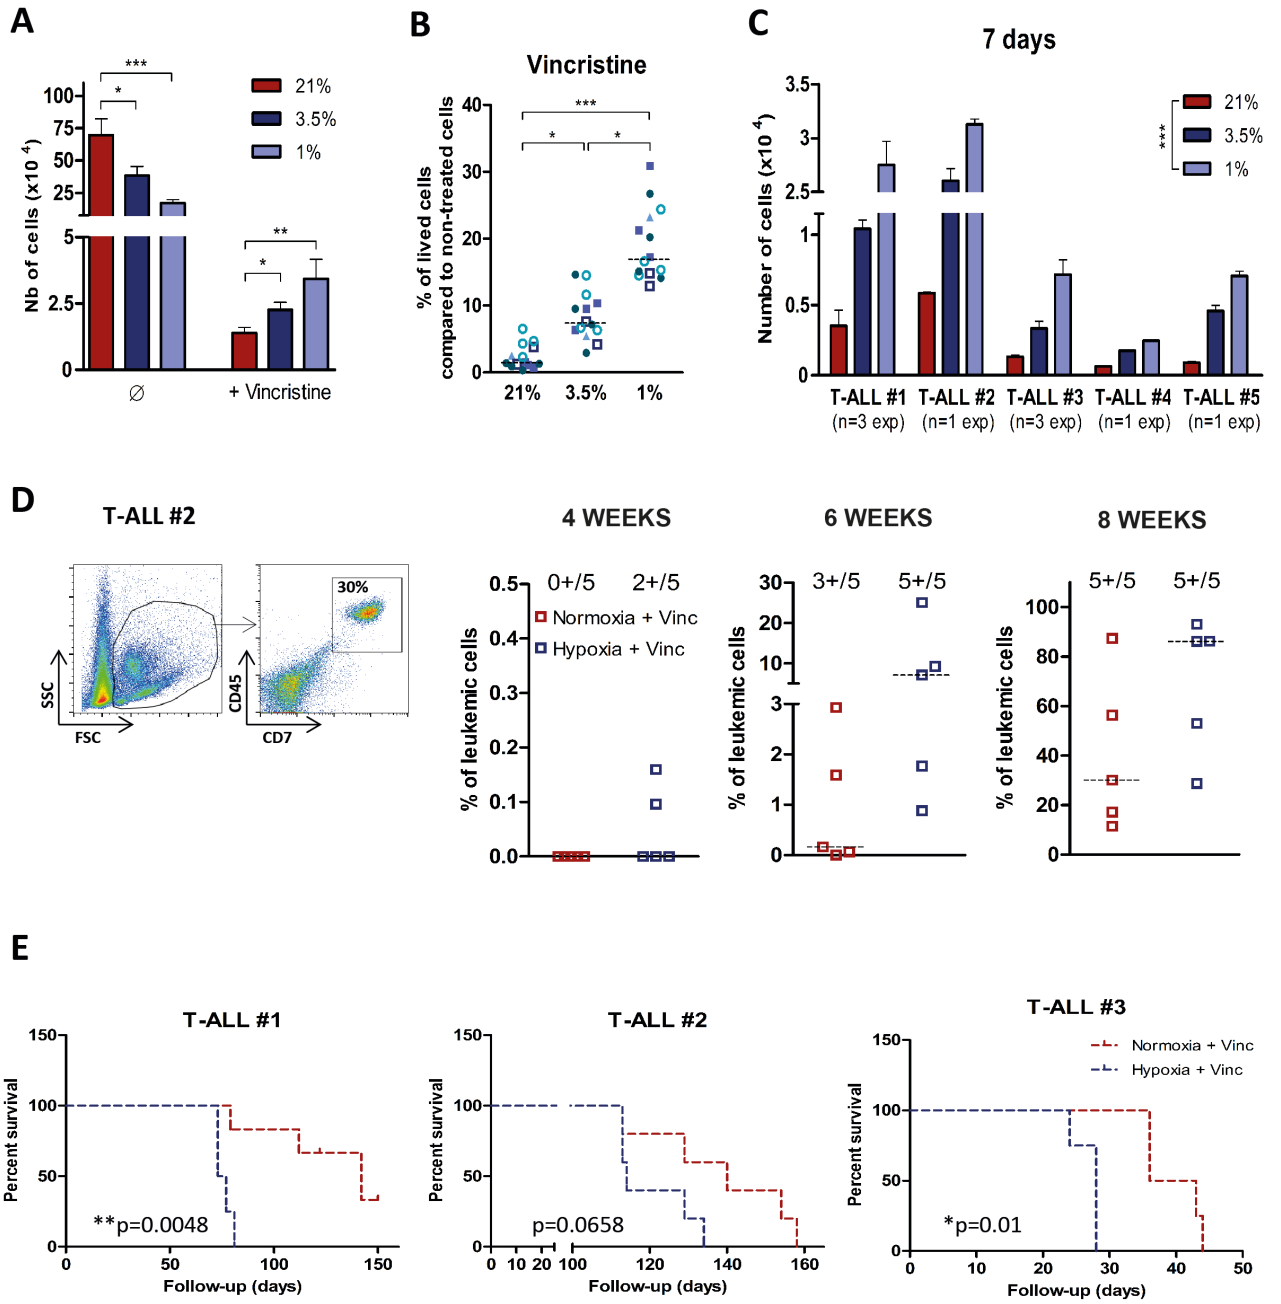 A
Nb of cells (x10 4)
100
75
50
25
5
2.5
0
***
*
**
*
21%
3.5%
1%
∅
+ Vincristine
B
Vincristine
% of lived cells
compared to non-treated cells
40
30
20
10
0
***
*
*
21%
3.5%
1%
C
7 days
Number of cells (x10 4)
3.5
3
2.5
1
0.5
0
***
21%
3.5%
1%
T-ALL #1
(n=3 exp)
T-ALL #2
(n=1 exp)
T-ALL #3
(n=3 exp)
T-ALL #4
(n=1 exp)
T-ALL #5
(n=1 exp)
D
T-ALL #2
SSC
FSC
30%
CD45
CD7
4 WEEKS
% of leukemic cells
0.5
0.4
0.3
0.2
0.1
0.0
0+/5
2+/5
Normoxia + Vinc
Hypoxia + Vinc
6 WEEKS
% of leukemic cells
30
20
10
3
2
1
0
3+/5
5+/5
8 WEEKS
% of leukemic cells
100
80
60
40
20
0
5+/5
5+/5
E
T-ALL #1
Percent survival
150
100
50
0
**p=0.0048
0
50
100
150
Follow-up (days)
T-ALL #2
Percent survival
150
100
50
0
p=0.0658
0
10
20
100
120
140
160
Follow-up (days)
T-ALL #3
Percent survival
150
100
50
0
Normoxia + Vinc
Hypoxia + Vinc
*p=0.01
0
10
20
30
40
50
Follow-up (days)